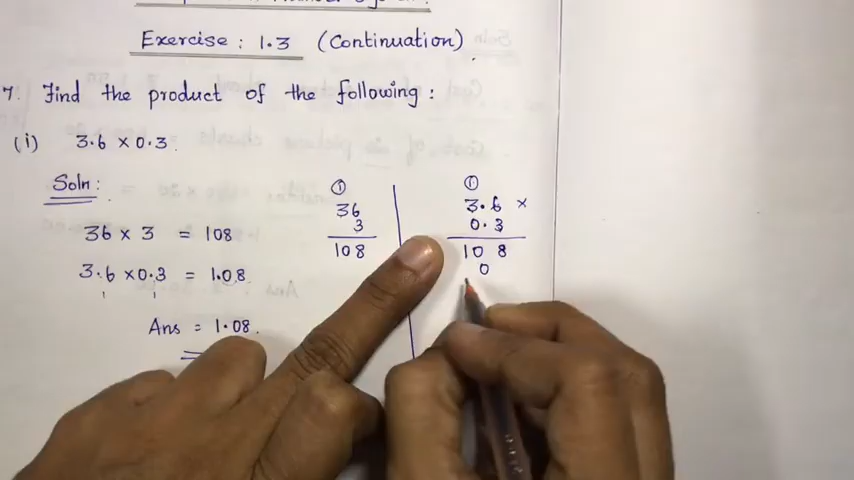 Exercise : 1.3 (Continuation)
7. Find the product of the following :
(i) 3.6 × 0.3.
Soln :
36 × 3 = 108
3.6 × 0.3 = 1.08
Ans = 1.08.
1
36
3
108
1
3.6 ×
0.3
108
0